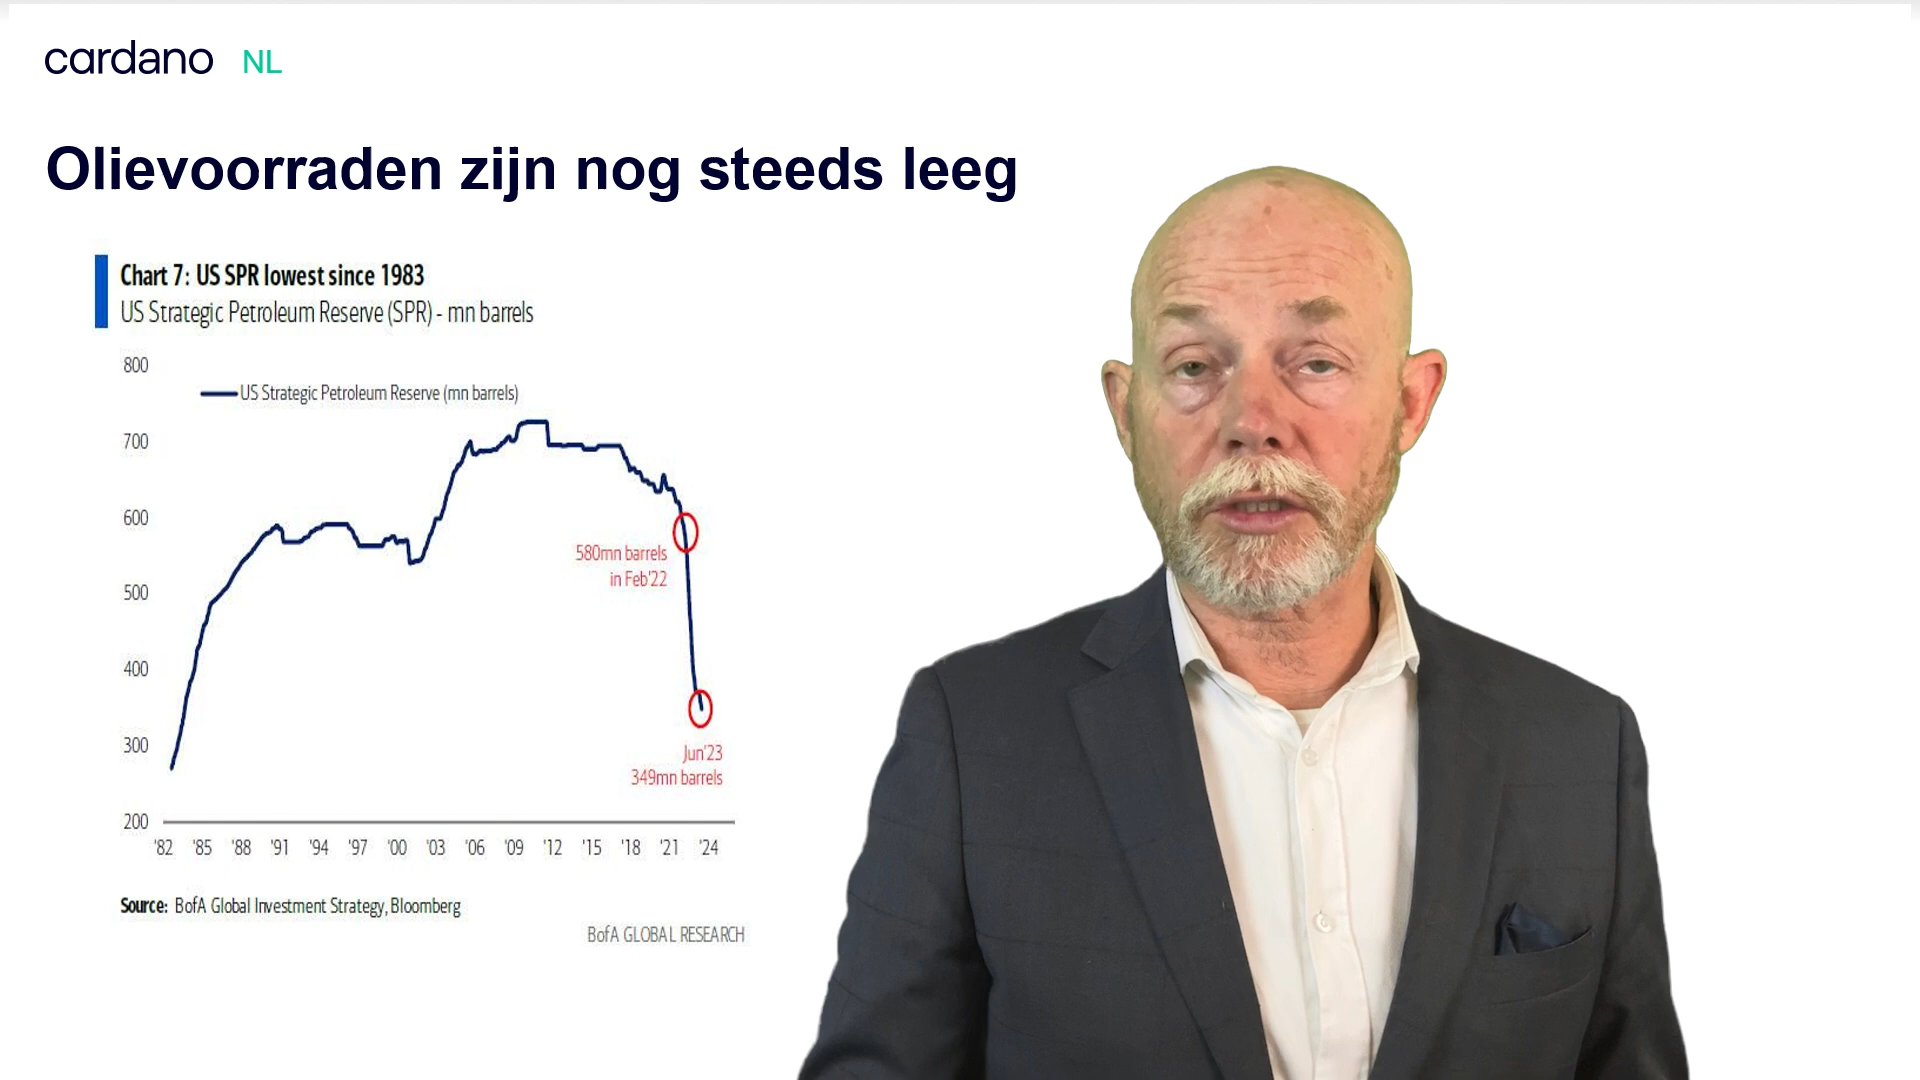 cardano NL
Olievoorraden zijn nog steeds leeg
Chart 7: US SPR lowest since 1983
US Strategic Petroleum Reserve (SPR) - mn barrels
800
US Strategic Petroleum Reserve (mn barrels)
700
600
580mn barrels
in Feb'22
500
400
300
Jun'23
349mn barrels
200
'82 '85 '88 '91 '94 '97 '00 '03 '06 '09 '12 '15 '18 '21 '24
Source: BofA Global Investment Strategy, Bloomberg
BofA GLOBAL RESEARCH